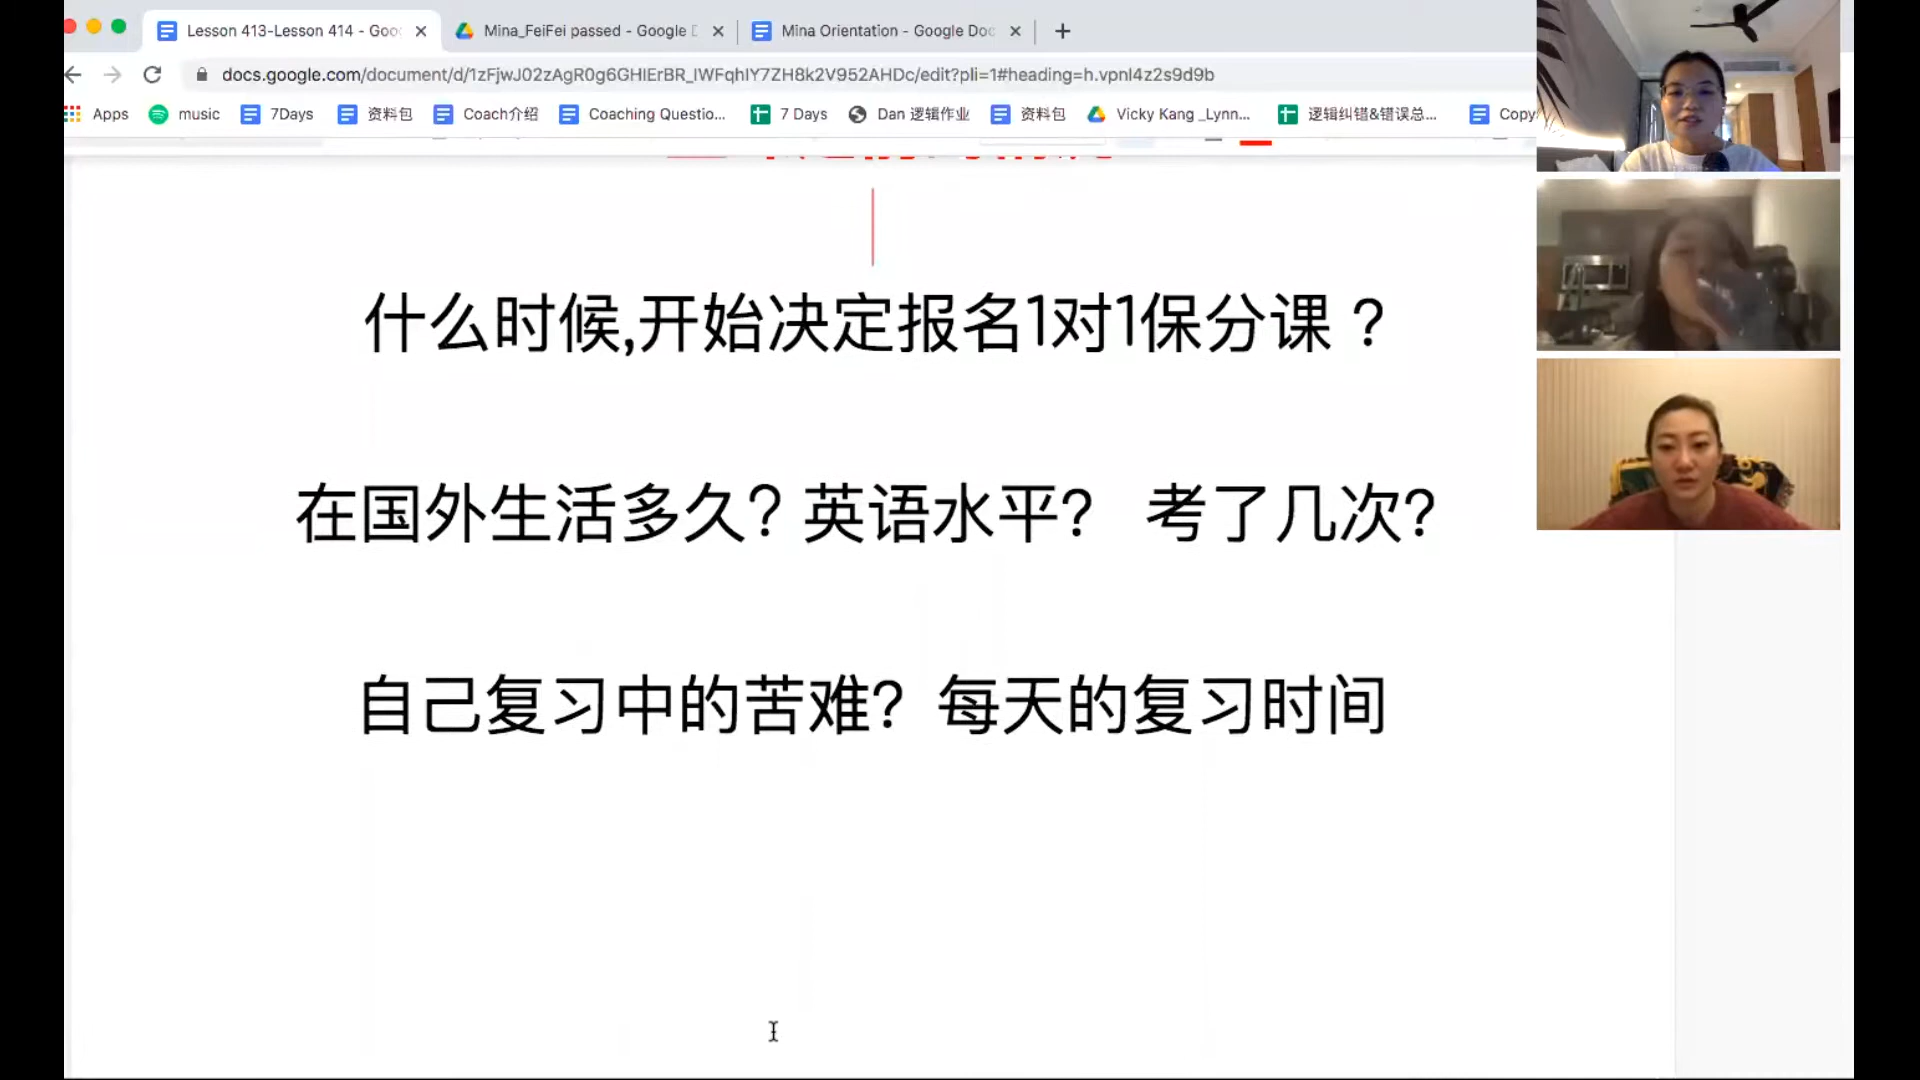 Lesson 413-Lesson 414 - Goo
Mina_FeiFei passed - Google D
Mina Orientation - Google Doc
docs.google.com/document/d/1zFjwJ02zAgR0g6GHlErBR_lWFqhlY7ZH8k2V952AHDc/edit?pli=1#heading=h.vpnl4z2s9d9b
Apps music 7Days 资料包 Coach介绍 Coaching Questio... 7 Days Dan 逻辑作业 资料包 Vicky Kang _Lynn... 逻辑纠错&错误总... Copy
什么时候,开始决定报名1对1保分课 ?
在国外生活多久? 英语水平? 考了几次?
自己复习中的苦难? 每天的复习时间